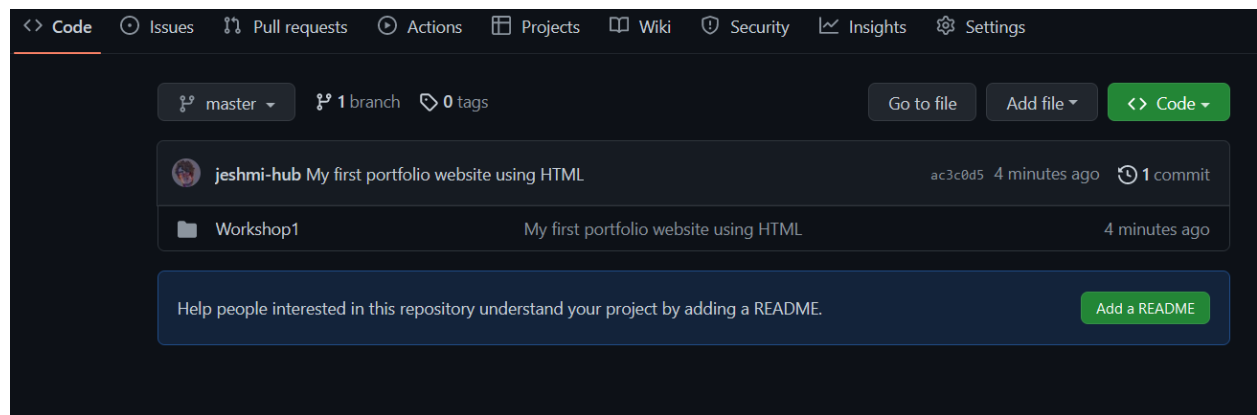 <> Code Issues Pull requests Actions Projects Wiki Security Insights Settings
master 1 branch 0 tags Go to file Add file <> Code
jeshmi-hub My first portfolio website using HTML ac3c0d5 4 minutes ago 1 commit
Workshop1 My first portfolio website using HTML 4 minutes ago
Help people interested in this repository understand your project by adding a README. Add a README